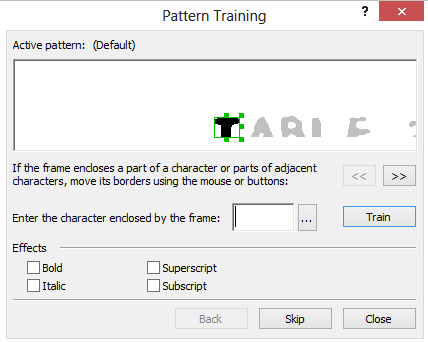 Pattern Training
? ×
Active pattern: (Default)
T A B L E
If the frame encloses a part of a character or parts of adjacent
characters, move its borders using the mouse or buttons:
<< >>
Enter the character enclosed by the frame: ... Train
Effects
Bold Superscript
Italic Subscript
Back Skip Close